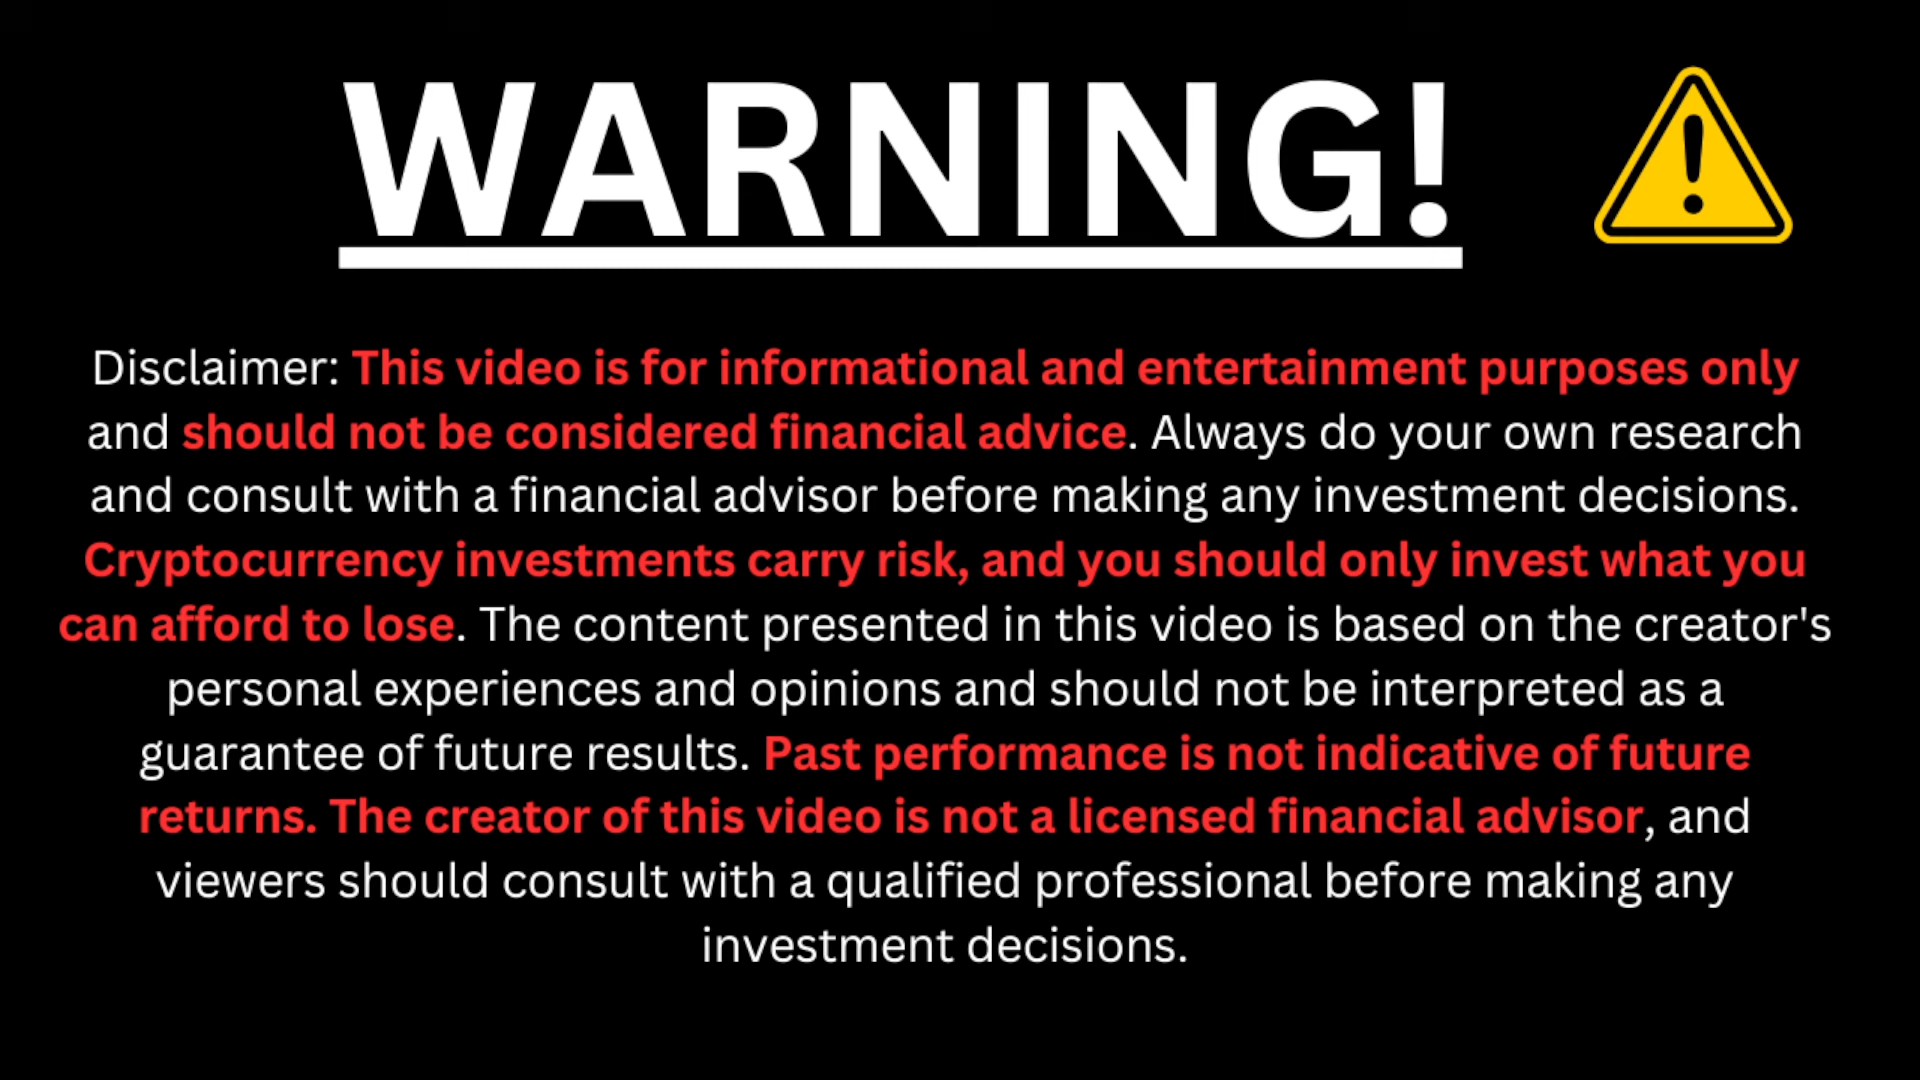 WARNING!
Disclaimer: This video is for informational and entertainment purposes only
and should not be considered financial advice. Always do your own research
and consult with a financial advisor before making any investment decisions.
Cryptocurrency investments carry risk, and you should only invest what you
can afford to lose. The content presented in this video is based on the creator's
personal experiences and opinions and should not be interpreted as a
guarantee of future results. Past performance is not indicative of future
returns. The creator of this video is not a licensed financial advisor, and
viewers should consult with a qualified professional before making any
investment decisions.